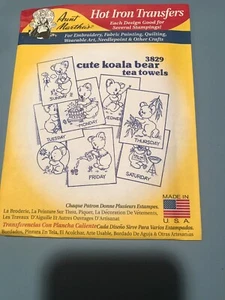 Aunt
Martha's
Hot Iron Transfers
Each Design Good for
Several Stampings!
For Embroidery, Fabric Painting, Quilting,
Wearable Art, Needlepoint & Other Crafts
3829
cute koala bear
tea towels
SUNDAY
MONDAY
TUESDAY
WEDNESDAY
THURSDAY
FRIDAY
SATURDAY
Chaque Patron Donne Plusieurs Estampes.
La Broderie, La Peinture Sur Tissu, Piquer, La Décoration De Vêtements,
Les Travaux D'Aiguille Et Autres Ouvrages D'Artisanat
MADE IN
U.S.A.
Transferencias Con Plancha Caliente Cada Diseño Sirve Para Varios Estampados.
Bordados, Pintura En Tela, El Acolchar, Arte Usable, Bordado De Aguja & Otras Artesanias